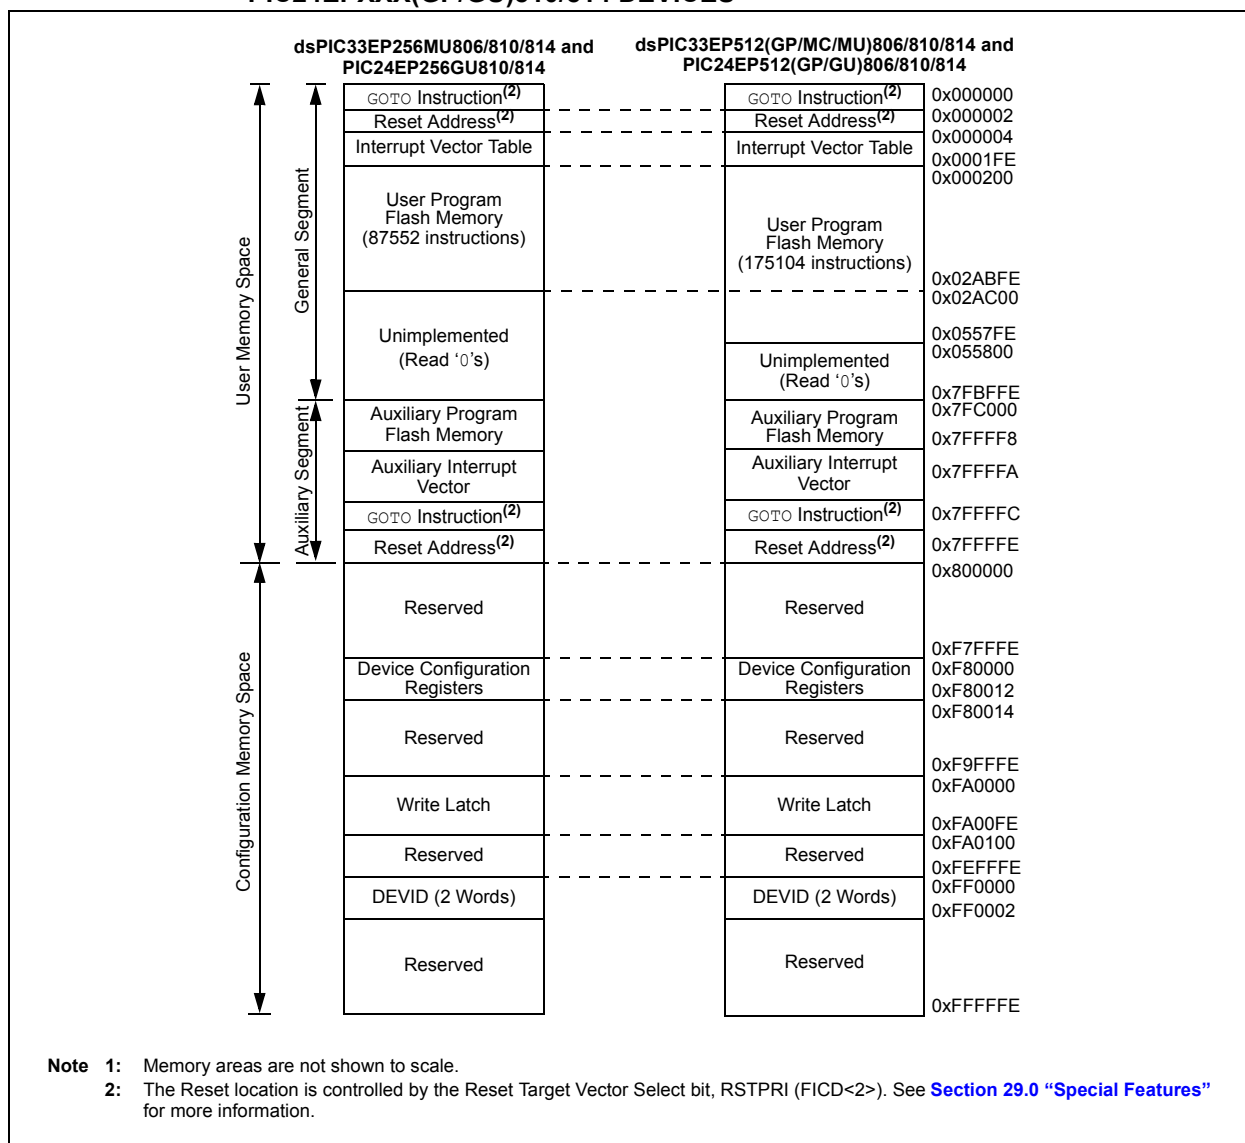 dsPIC33EP256MU806/810/814 and
PIC24EP256GU810/814
dsPIC33EP512(GP/MC/MU)806/810/814 and
PIC24EP512(GP/GU)806/810/814
User Memory Space
General Segment
Auxiliary Segment
Configuration Memory Space
GOTO Instruction(2)
Reset Address(2)
Interrupt Vector Table
User Program
Flash Memory
(87552 instructions)
Unimplemented
(Read ‘0’s)
Auxiliary Program
Flash Memory
Auxiliary Interrupt
Vector
GOTO Instruction(2)
Reset Address(2)
Reserved
Device Configuration
Registers
Reserved
Write Latch
Reserved
DEVID (2 Words)
Reserved
GOTO Instruction(2)
Reset Address(2)
Interrupt Vector Table
User Program
Flash Memory
(175104 instructions)
Unimplemented
(Read ‘0’s)
Auxiliary Program
Flash Memory
Auxiliary Interrupt
Vector
GOTO Instruction(2)
Reset Address(2)
Reserved
Device Configuration
Registers
Reserved
Write Latch
Reserved
DEVID (2 Words)
Reserved
0x000000
0x000002
0x000004
0x0001FE
0x000200
0x02ABFE
0x02AC00
0x0557FE
0x055800
0x7FBFFE
0x7FC000
0x7FFFF8
0x7FFFFA
0x7FFFFC
0x7FFFFE
0x800000
0xF7FFFE
0xF80000
0xF80012
0xF80014
0xF9FFFE
0xFA0000
0xFA00FE
0xFA0100
0xFEFFFE
0xFF0000
0xFF0002
0xFFFFFE
Note 1: Memory areas are not shown to scale.
2: The Reset location is controlled by the Reset Target Vector Select bit, RSTPRI (FICD<2>). See Section 29.0 “Special Features”
for more information.